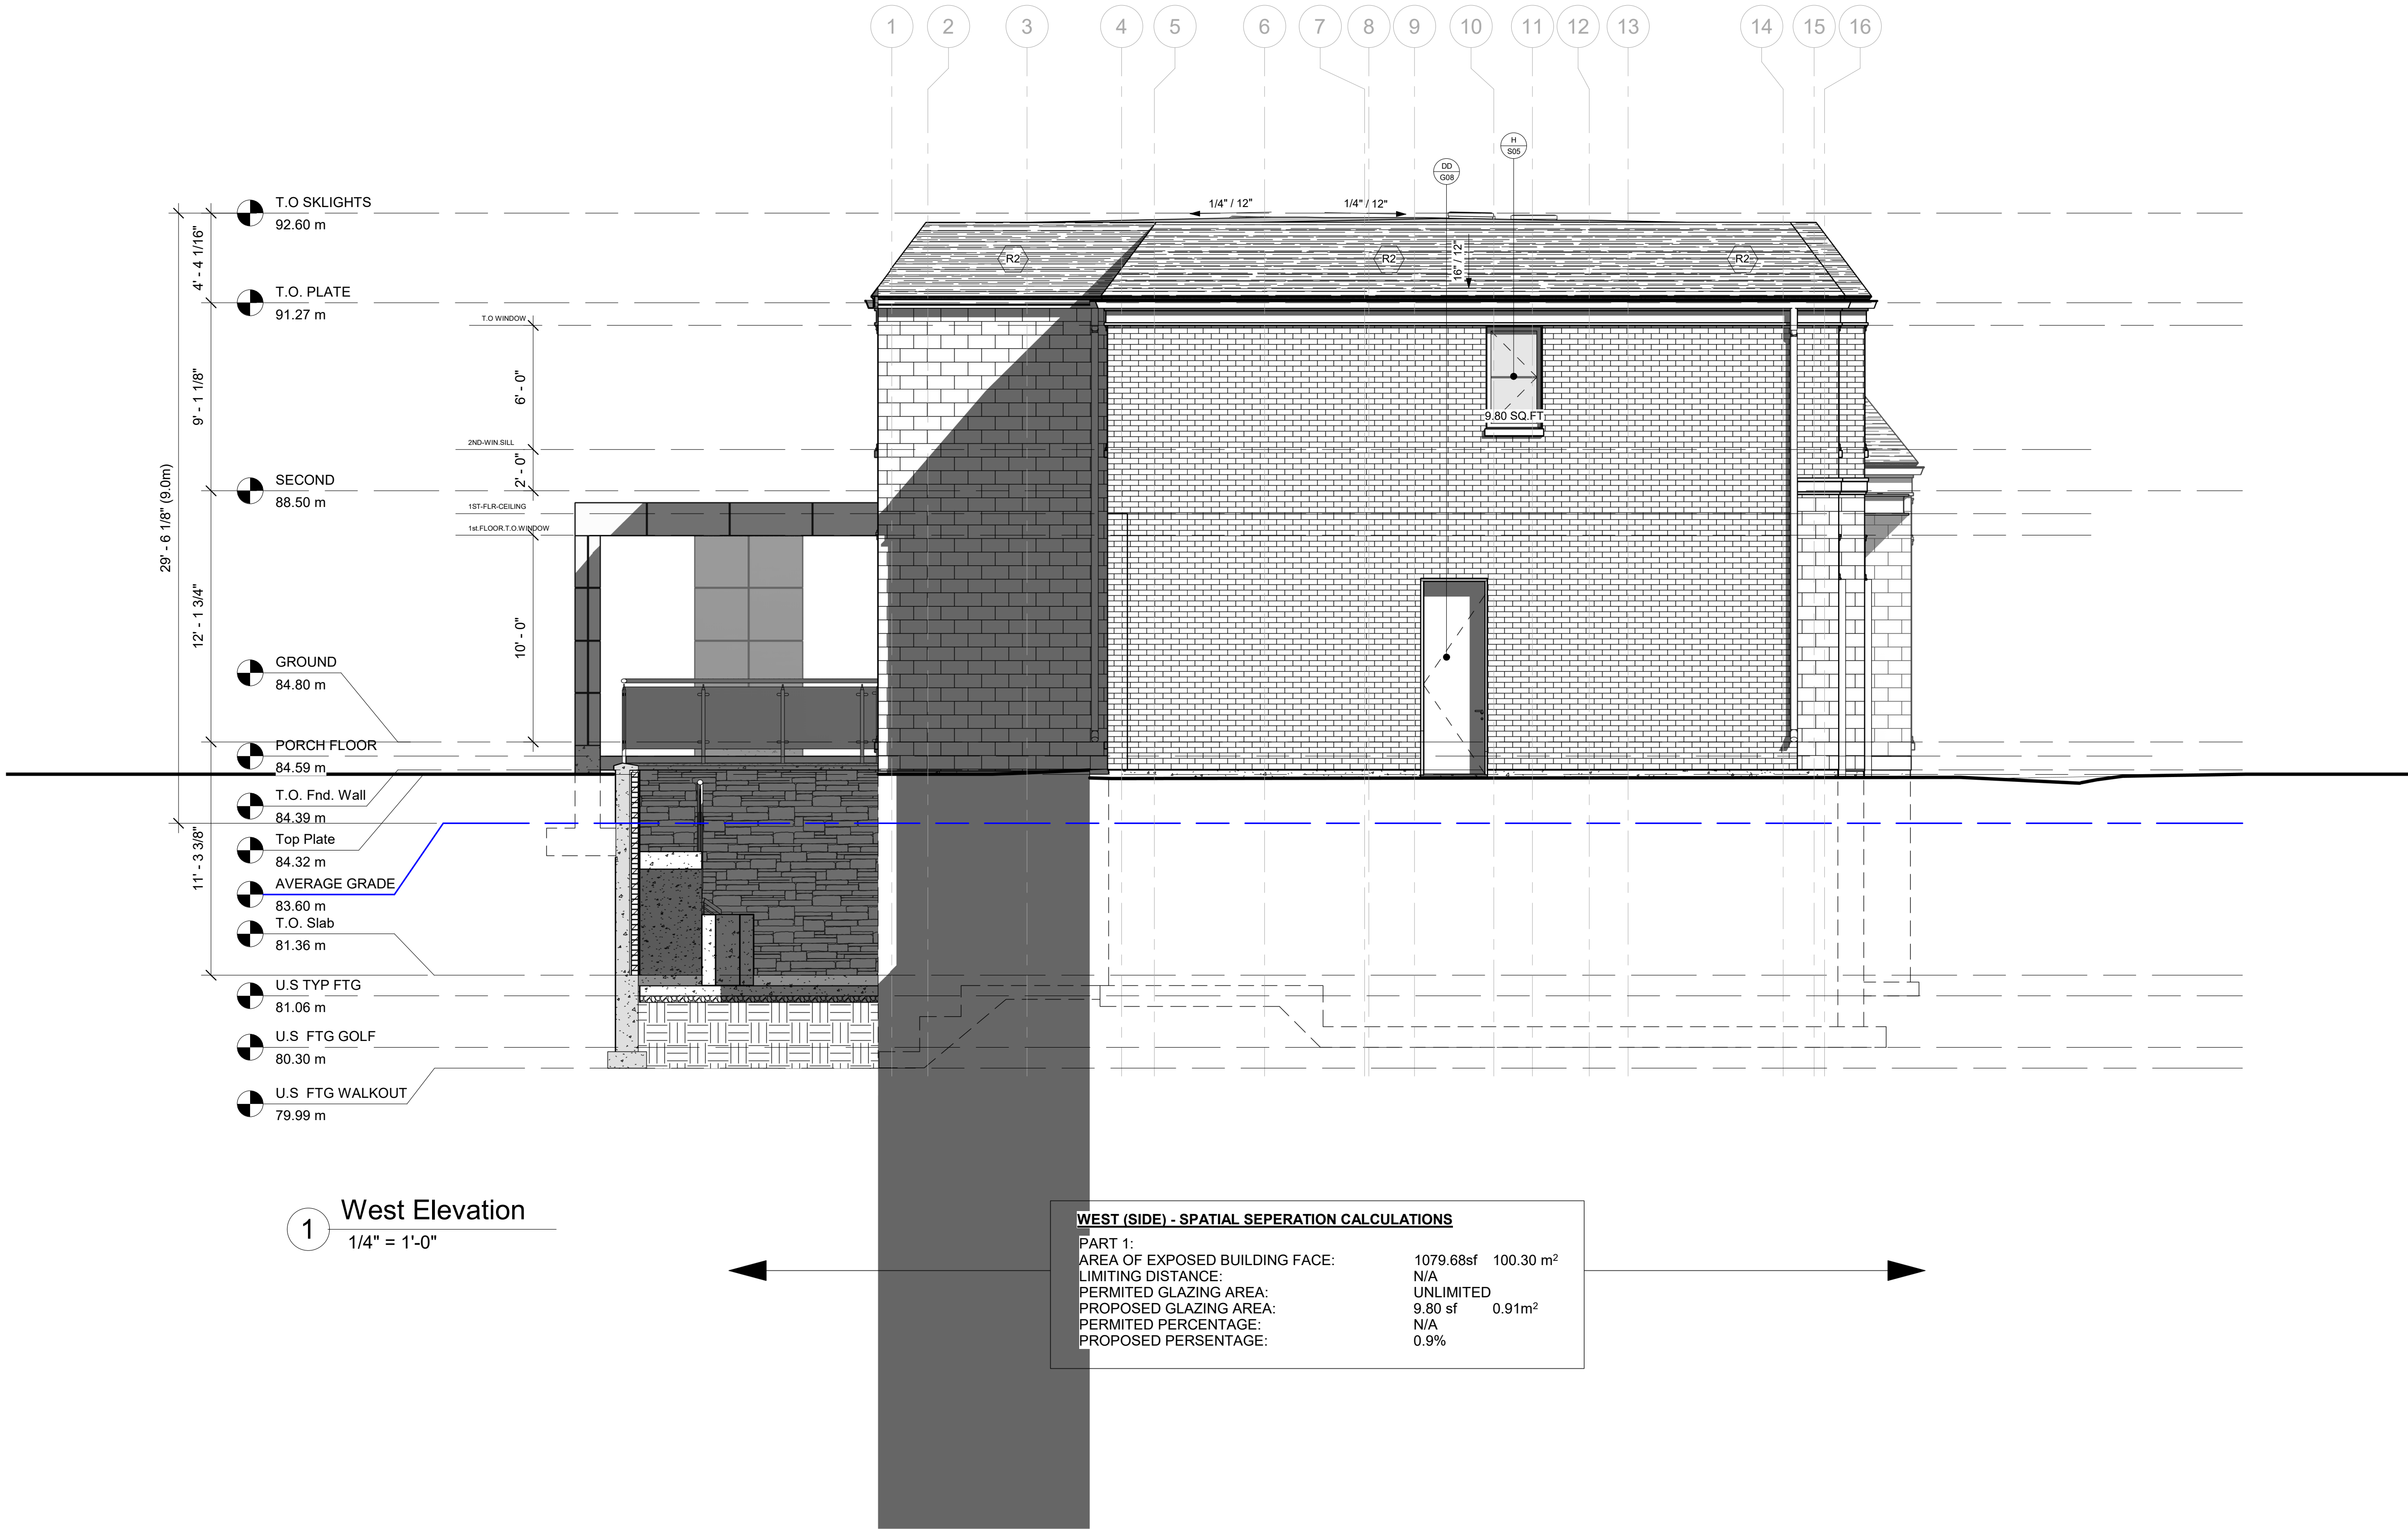 1 2 3 4 5 6 7 8 9 10 11 12 13 14 15 16
H
S05
DD
G08
T.O SKLIGHTS
92.60 m
1/4" / 12" 1/4" / 12"
4' - 4 1/16"
R2 R2 R2
16" / 12"
T.O. PLATE
91.27 m
T.O WINDOW
9' - 1 1/8"
6' - 0"
9.80 SQ.FT
2ND-WIN.SILL
2' - 0"
SECOND
88.50 m
29' - 6 1/8" (9.0m)
1ST-FLR-CEILING
1st.FLOOR.T.O.WINDOW
12' - 1 3/4"
10' - 0"
GROUND
84.80 m
PORCH FLOOR
84.59 m
T.O. Fnd. Wall
84.39 m
Top Plate
84.32 m
11' - 3 3/8"
AVERAGE GRADE
83.60 m
T.O. Slab
81.36 m
U.S TYP FTG
81.06 m
U.S FTG GOLF
80.30 m
U.S FTG WALKOUT
79.99 m
1 West Elevation
1/4" = 1'-0"
WEST (SIDE) - SPATIAL SEPERATION CALCULATIONS
PART 1:
AREA OF EXPOSED BUILDING FACE: 1079.68sf 100.30 m²
LIMITING DISTANCE: N/A
PERMITED GLAZING AREA: UNLIMITED
PROPOSED GLAZING AREA: 9.80 sf 0.91m²
PERMITED PERCENTAGE: N/A
PROPOSED PERSENTAGE: 0.9%